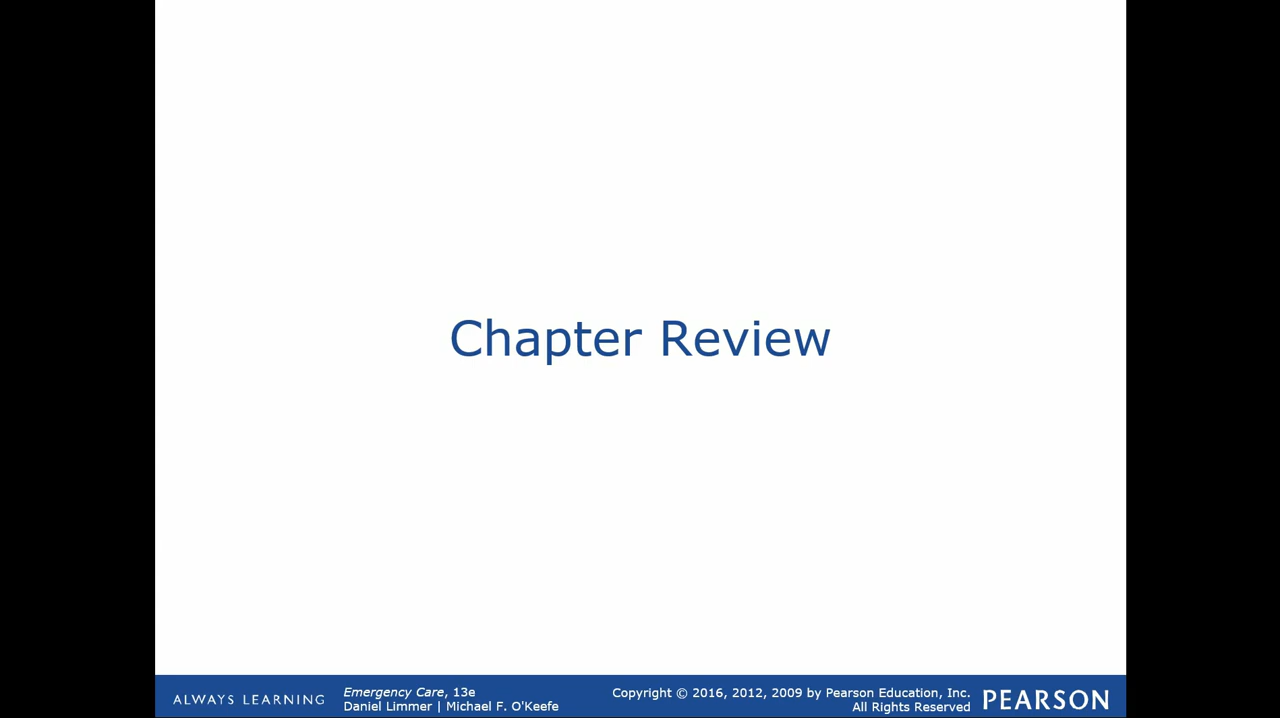 Chapter Review
ALWAYS LEARNING
Emergency Care, 13e
Daniel Limmer | Michael F. O'Keefe
Copyright © 2016, 2012, 2009 by Pearson Education, Inc.
All Rights Reserved
PEARSON